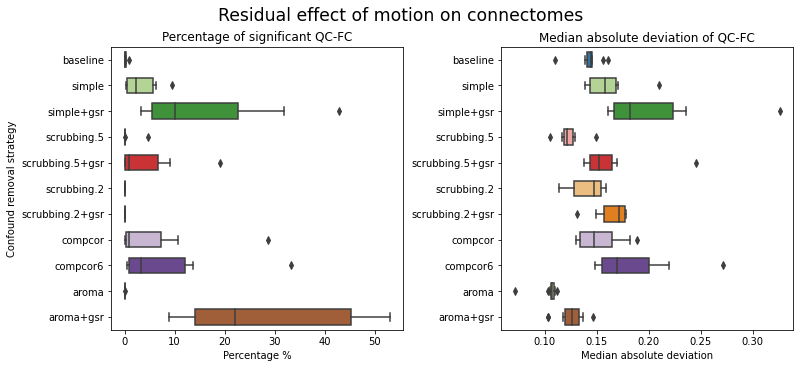 Residual effect of motion on connectomes
Percentage of significant QC-FC
Confound removal strategy
baseline
simple
simple+gsr
scrubbing.5
scrubbing.5+gsr
scrubbing.2
scrubbing.2+gsr
compcor
compcor6
aroma
aroma+gsr
0 10 20 30 40 50
Percentage %
Median absolute deviation of QC-FC
baseline
simple
simple+gsr
scrubbing.5
scrubbing.5+gsr
scrubbing.2
scrubbing.2+gsr
compcor
compcor6
aroma
aroma+gsr
0.10 0.15 0.20 0.25 0.30
Median absolute deviation